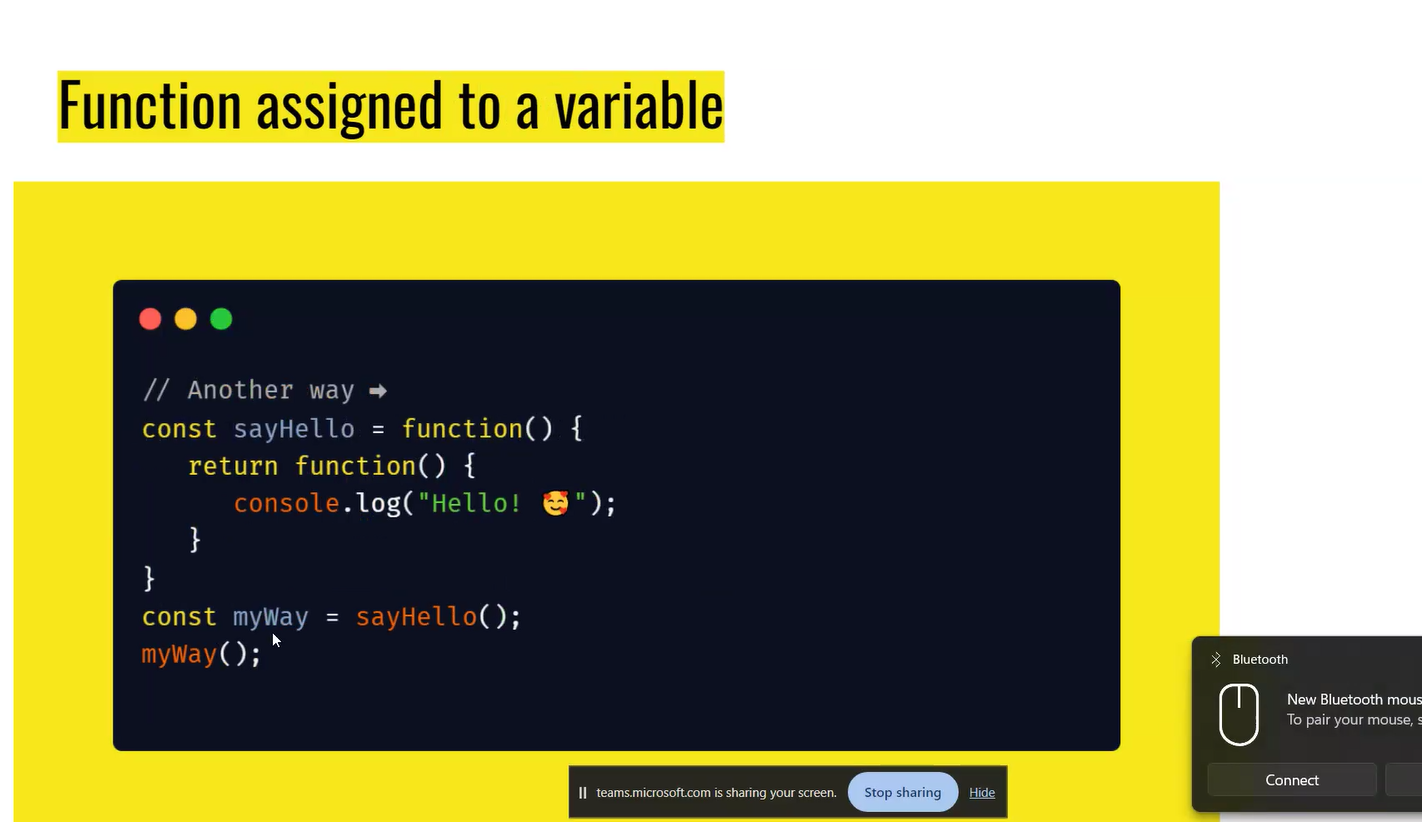 Function assigned to a variable
// Another way ➡
const sayHello = function() {
   return function() {
      console.log("Hello! 🥰");
   }
}
const myWay = sayHello();
myWay();
teams.microsoft.com is sharing your screen.
Stop sharing
Hide
Bluetooth
New Bluetooth mous
To pair your mouse, s
Connect